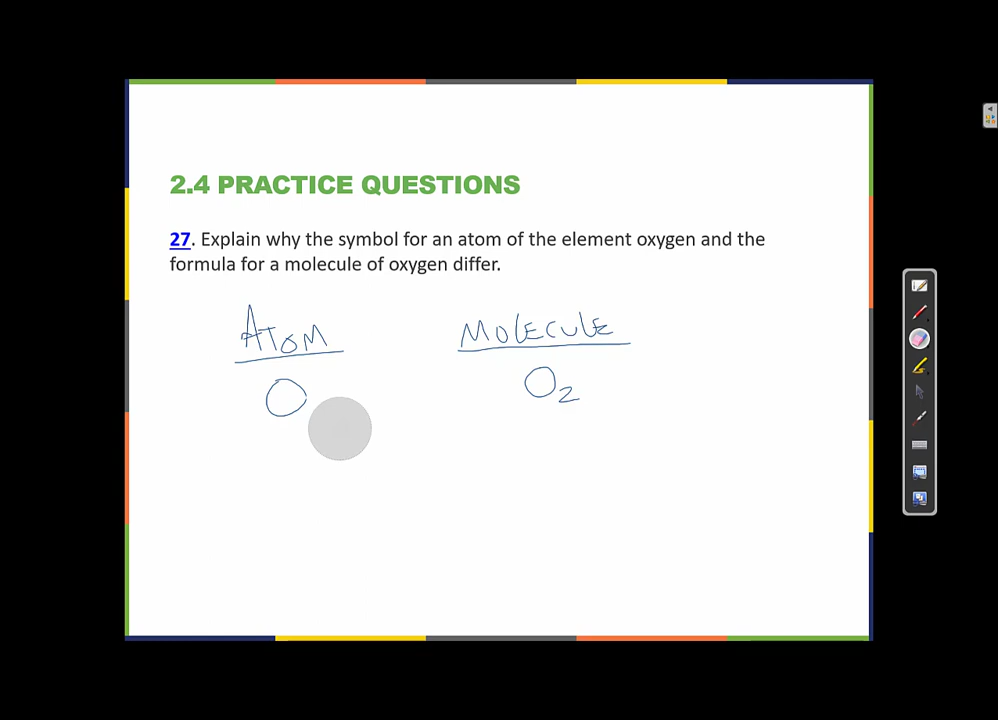 2.4 PRACTICE QUESTIONS
27. Explain why the symbol for an atom of the element oxygen and the
formula for a molecule of oxygen differ.
ATOM MOLECULE
O O2